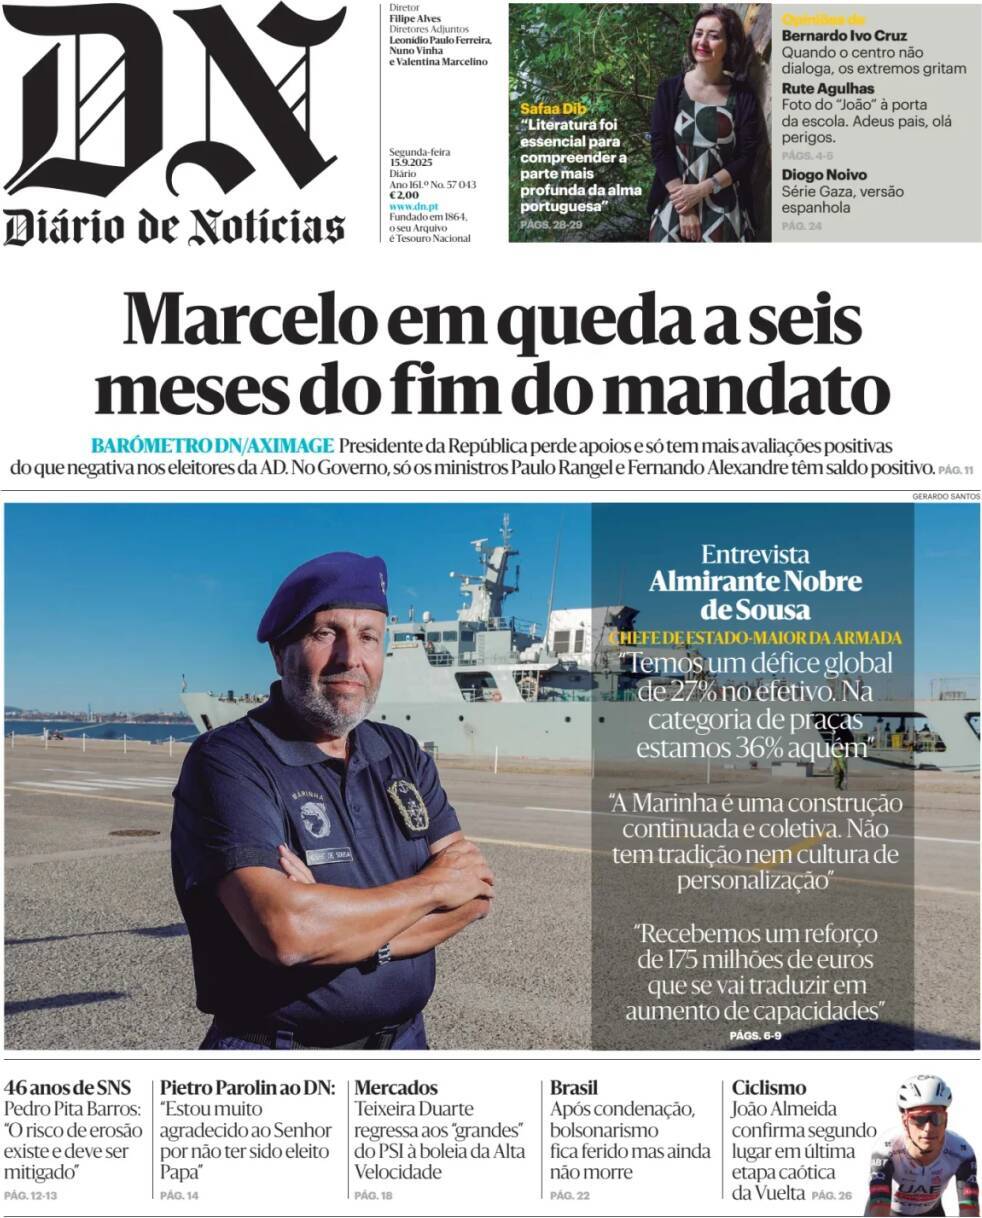 DN
Diário de Notícias
Diretor
Filipe Alves
Diretores Adjuntos
Leonídio Paulo Ferreira,
Nuno Vinha
e Valentina Marcelino
Segunda-feira
15.9.2025
Diário
Ano 161.º No. 57 043
€ 2,00
www.dn.pt
Fundado em 1864,
o seu Arquivo
é Tesouro Nacional
Safaa Dib
“Literatura foi
essencial para
compreender a
parte mais
profunda da alma
portuguesa”
PÁGS. 28-29
Opiniões de
Bernardo Ivo Cruz
Quando o centro não
dialoga, os extremos gritam
Rute Agulhas
Foto do “João” à porta
da escola. Adeus pais, olá
perigos.
PÁGS. 4-5
Diogo Noivo
Série Gaza, versão
espanhola
PÁG. 24
Marcelo em queda a seis
meses do fim do mandato
BARÓMETRO DN/AXIMAGE Presidente da República perde apoios e só tem mais avaliações positivas
do que negativa nos eleitores da AD. No Governo, só os ministros Paulo Rangel e Fernando Alexandre têm saldo positivo. PÁG. 11
GERARDO SANTOS
Entrevista
Almirante Nobre
de Sousa
CHEFE DE ESTADO-MAIOR DA ARMADA
“Temos um défice global
de 27% no efetivo. Na
categoria de praças
estamos 36% aquém”
“A Marinha é uma construção
continuada e coletiva. Não
tem tradição nem cultura de
personalização”
“Recebemos um reforço
de 175 milhões de euros
que se vai traduzir em
aumento de capacidades”
PÁGS. 6-9
MARINHA
NOBRE DE SOUSA
46 anos de SNS
Pedro Pita Barros:
“O risco de erosão
existe e deve ser
mitigado”
PÁG. 12-13
Pietro Parolin ao DN:
“Estou muito
agradecido ao Senhor
por não ter sido eleito
Papa”
PÁG. 14
Mercados
Teixeira Duarte
regressa aos “grandes”
do PSI à boleia da Alta
Velocidade
PÁG. 18
Brasil
Após condenação,
bolsonarismo
fica ferido mas ainda
não morre
PÁG. 22
Ciclismo
João Almeida
confirma segundo
lugar em última
etapa caótica
da Vuelta PÁG. 26
UAE